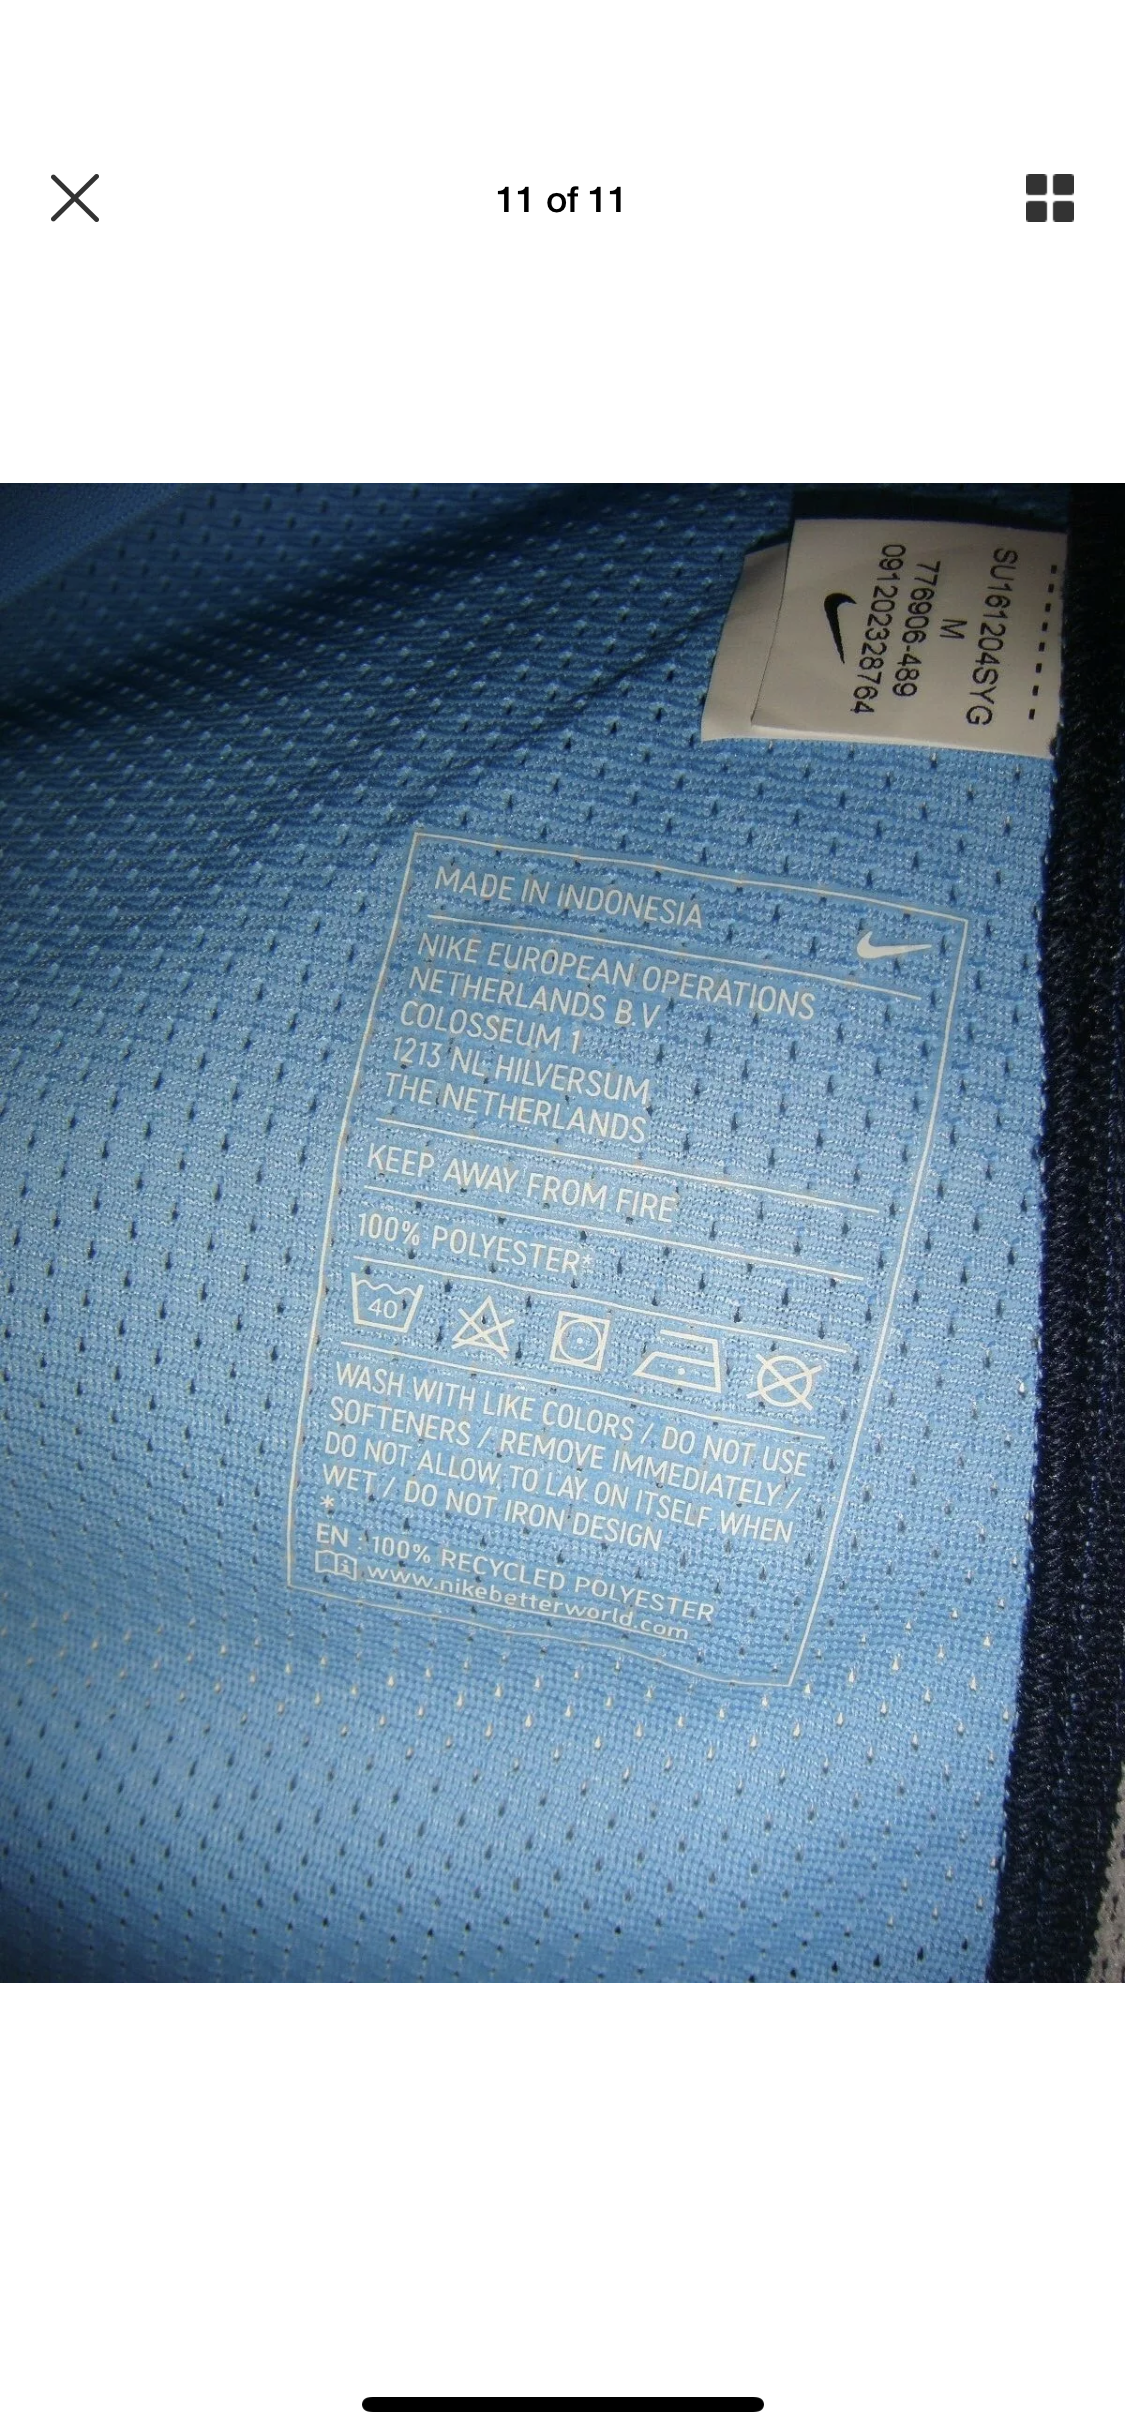 11 of 11
SU161204SYG
M
776906-489
091202328764
MADE IN INDONESIA
NIKE EUROPEAN OPERATIONS
NETHERLANDS B.V.
COLOSSEUM 1
1213 NL HILVERSUM
THE NETHERLANDS
KEEP AWAY FROM FIRE
100% POLYESTER*
40
WASH WITH LIKE COLORS / DO NOT USE
SOFTENERS / REMOVE IMMEDIATELY /
DO NOT ALLOW TO LAY ON ITSELF WHEN
WET / DO NOT IRON DESIGN
*
EN : 100% RECYCLED POLYESTER
www.nikebetterworld.com